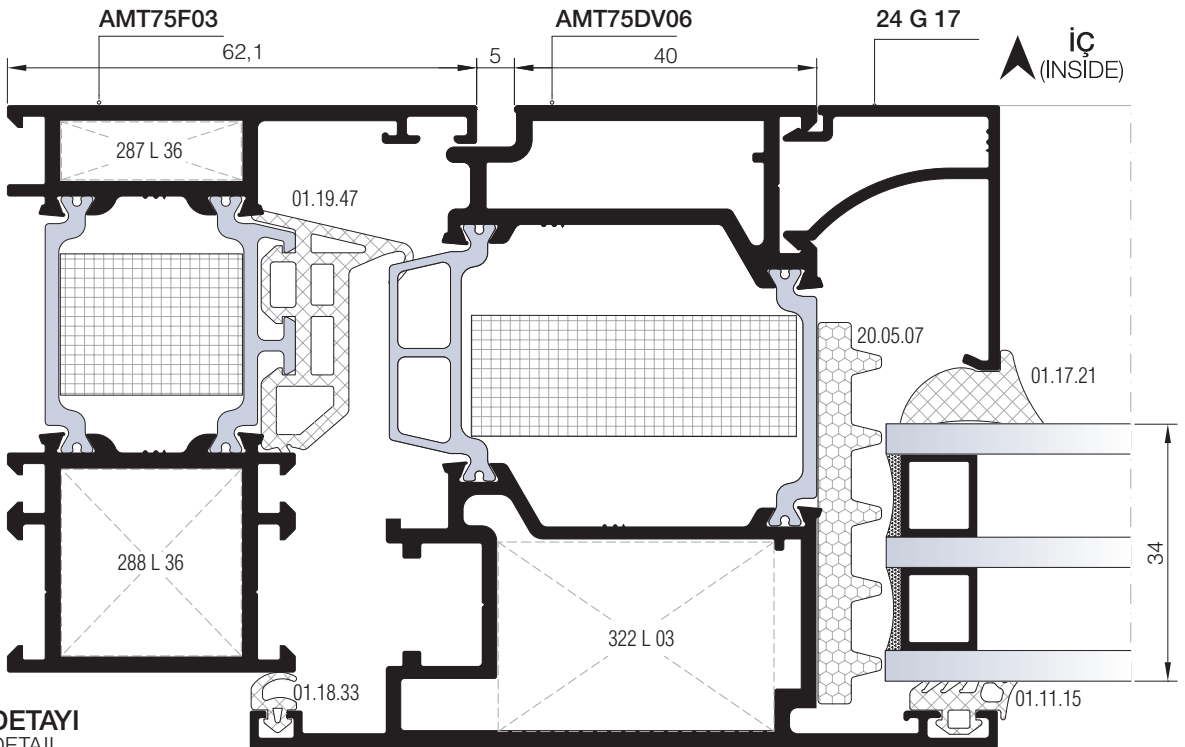 AMT75F03
AMT75DV06
24 G 17
62,1
5
40
İÇ
(INSIDE)
287 L 36
01.19.47
20.05.07
01.17.21
34
288 L 36
322 L 03
01.18.33
01.11.15
DETAYI
DETAIL